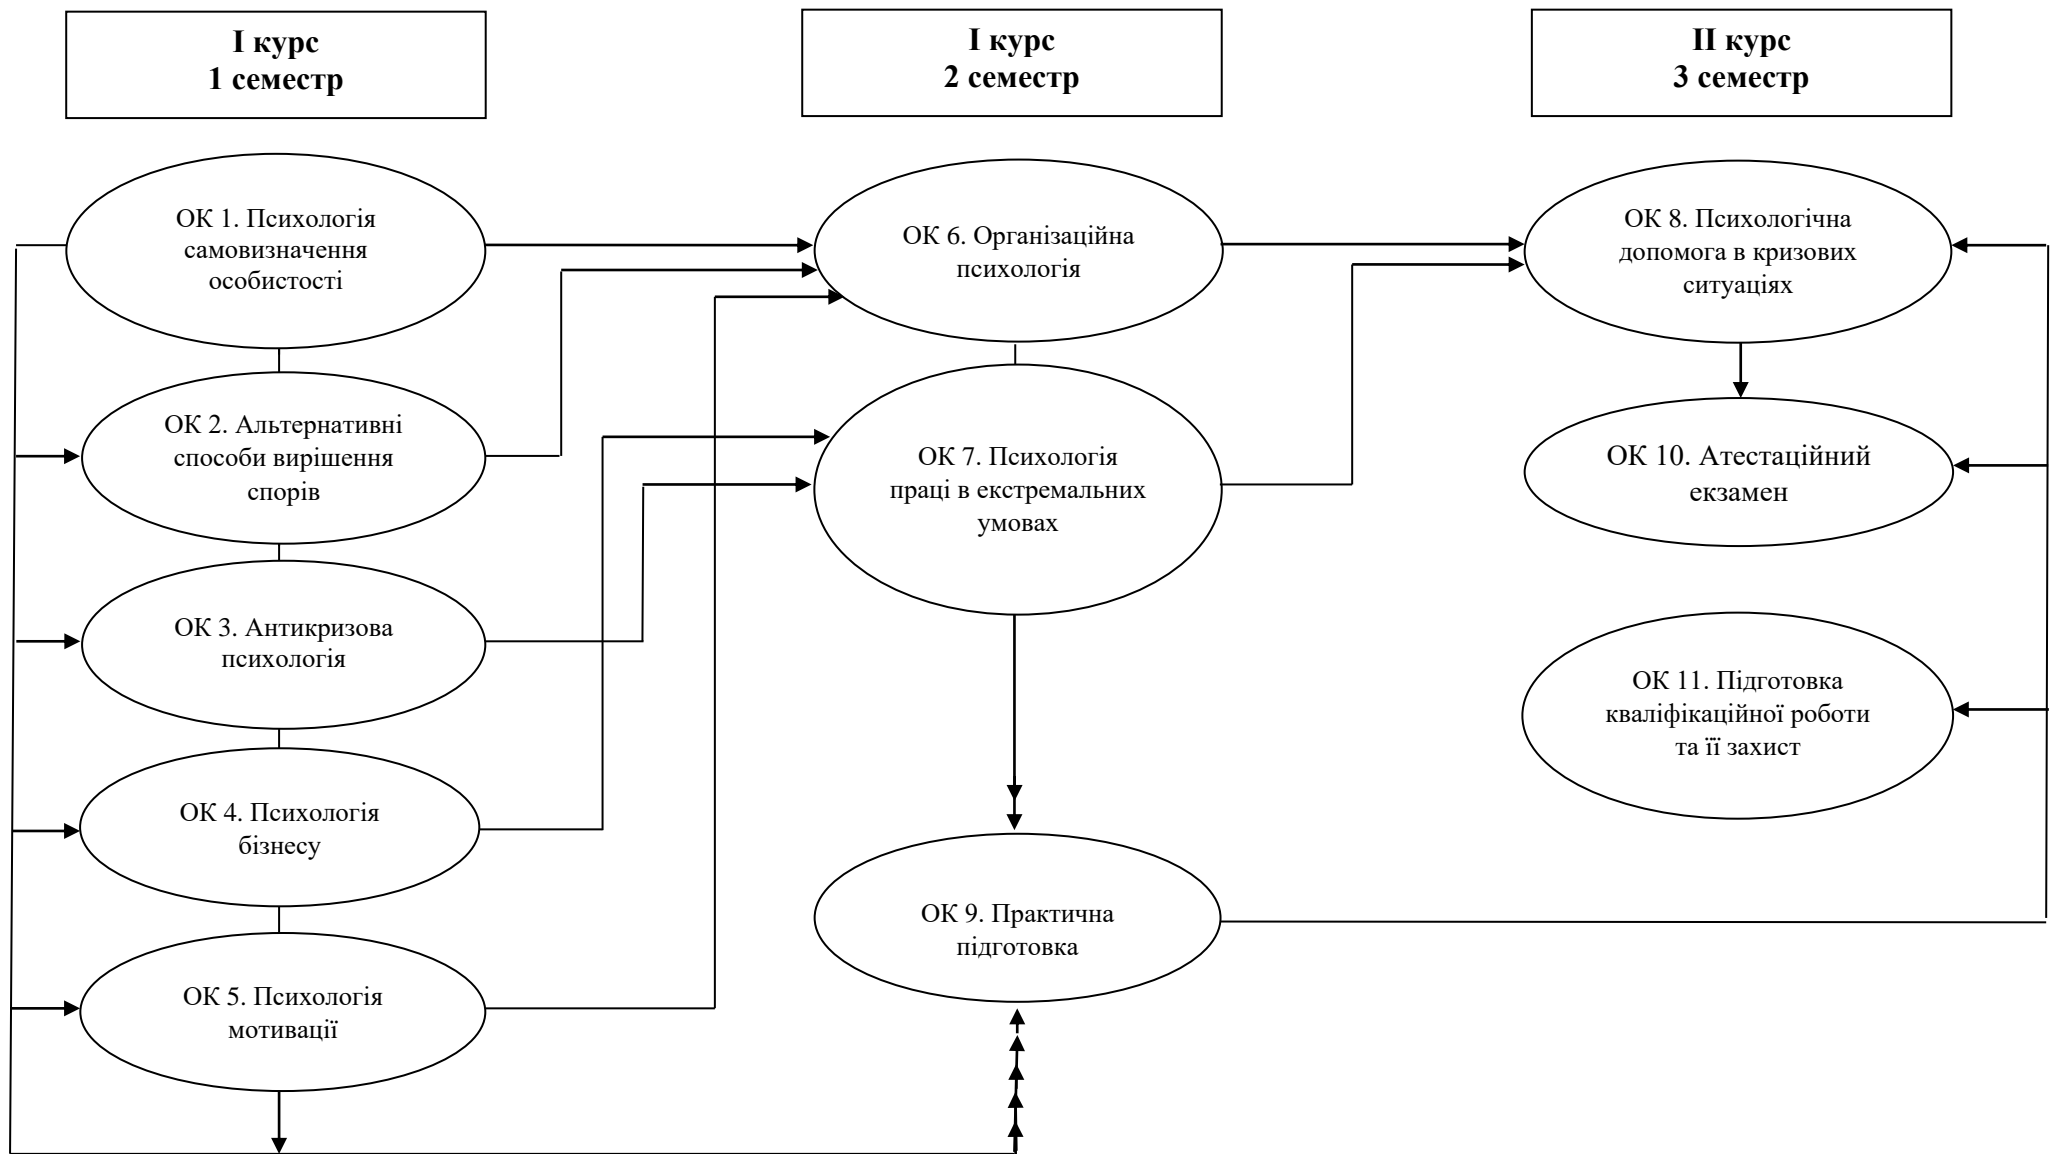 І курс
1 семестр
І курс
2 семестр
ІІ курс
3 семестр
ОК 1. Психологія
самовизначення
особистості
ОК 2. Альтернативні
способи вирішення
спорів
ОК 3. Антикризова
психологія
ОК 4. Психологія
бізнесу
ОК 5. Психологія
мотивації
ОК 6. Організаційна
психологія
ОК 7. Психологія
праці в екстремальних
умовах
ОК 9. Практична
підготовка
ОК 8. Психологічна
допомога в кризових
ситуаціях
ОК 10. Атестаційний
екзамен
ОК 11. Підготовка
кваліфікаційної роботи
та її захист